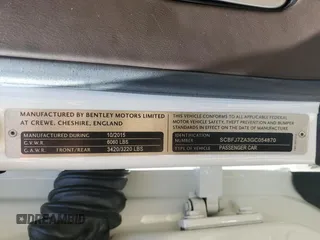 MANUFACTURED BY BENTLEY MOTORS LIMITED
AT CREWE, CHESHIRE, ENGLAND
MANUFACTURED DURING 10/2015
G.V.W.R. 6060 LBS
G.A.W.R. FRONT/REAR 3420/3220 LBS
THIS VEHICLE CONFORMS TO ALL APPLICABLE FEDERAL
MOTOR VEHICLE SAFETY, THEFT PREVENTION AND BUMPER
STANDARDS IN EFFECT ON THE DATE OF MANUFACTURE
IDENTIFICATION
NUMBER
TYPE OF VEHICLE PASSENGER CAR
AUTOBIDMASTER